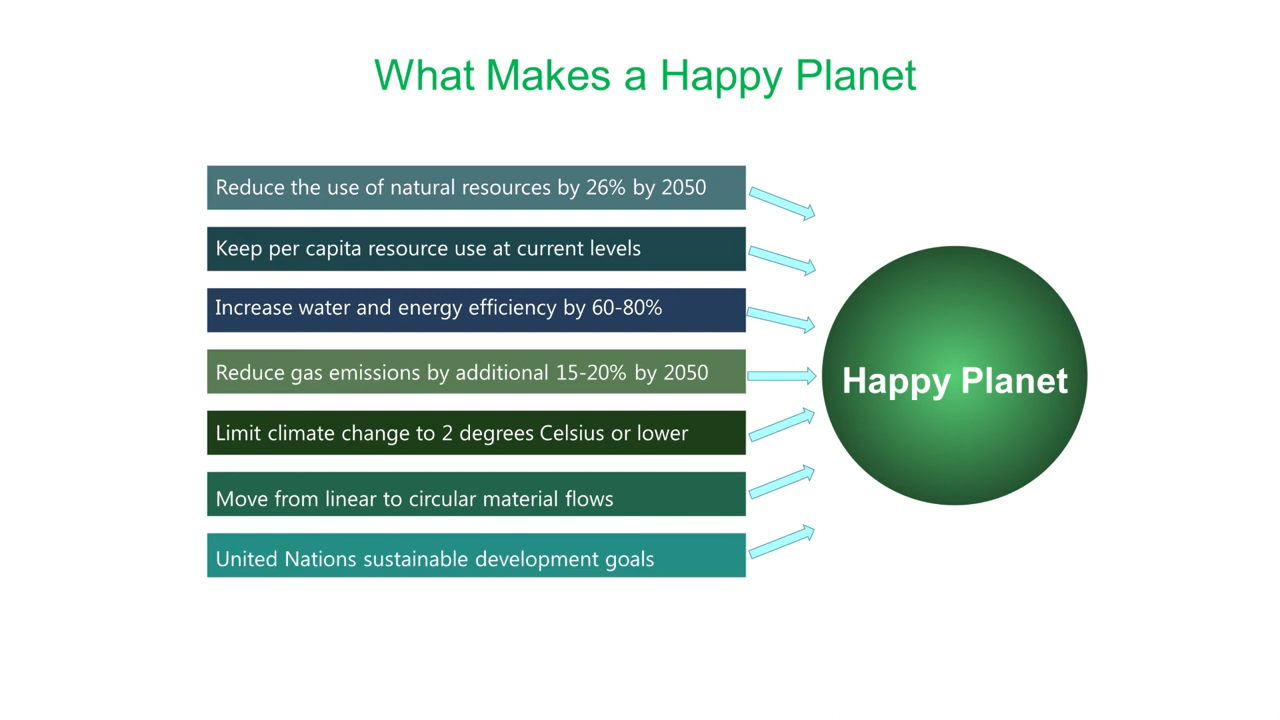 What Makes a Happy Planet
Reduce the use of natural resources by 26% by 2050
Keep per capita resource use at current levels
Increase water and energy efficiency by 60-80%
Reduce gas emissions by additional 15-20% by 2050
Limit climate change to 2 degrees Celsius or lower
Move from linear to circular material flows
United Nations sustainable development goals
Happy Planet